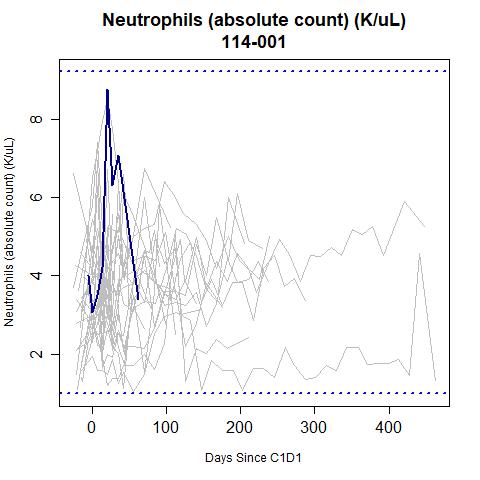 Neutrophils (absolute count) (K/uL)
114-001
Neutrophils (absolute count) (K/uL)
8
6
4
2
0 100 200 300 400
Days Since C1D1